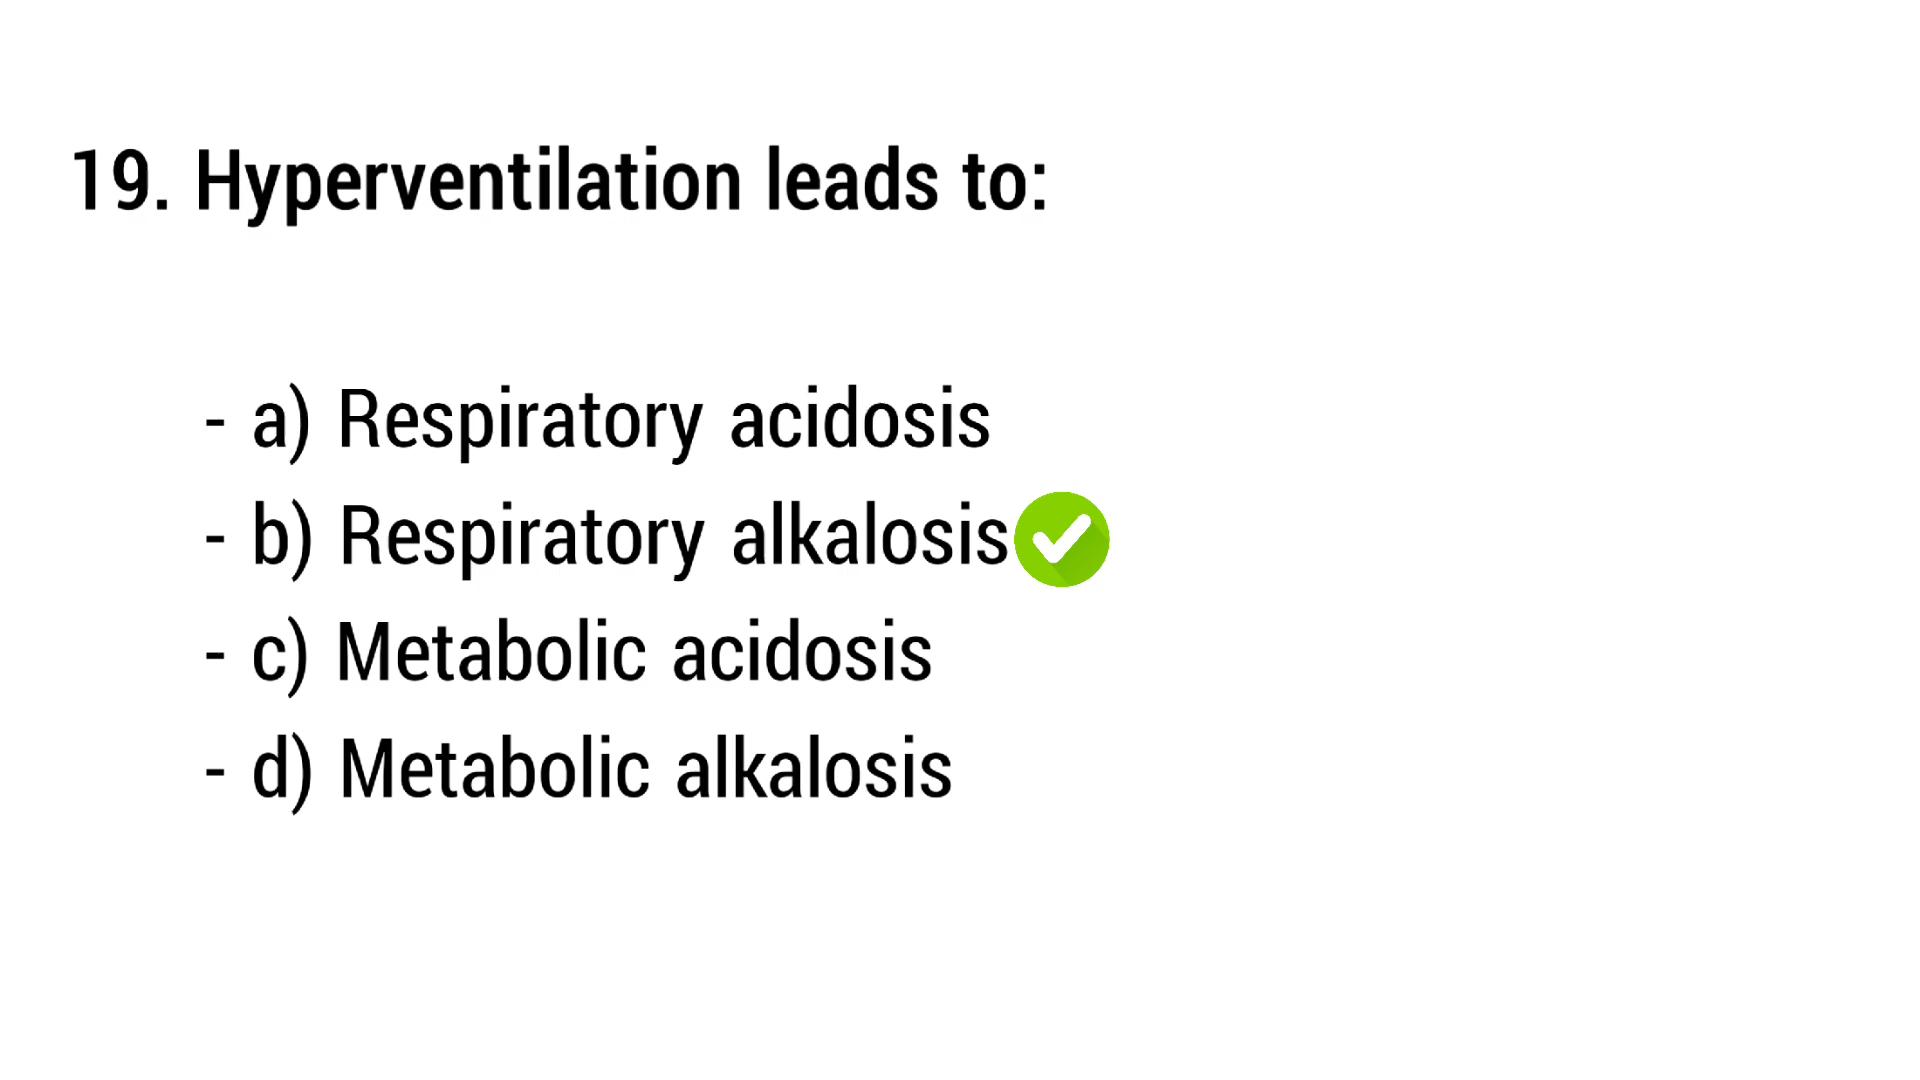 19. Hyperventilation leads to:
- a) Respiratory acidosis
- b) Respiratory alkalosis
- c) Metabolic acidosis
- d) Metabolic alkalosis